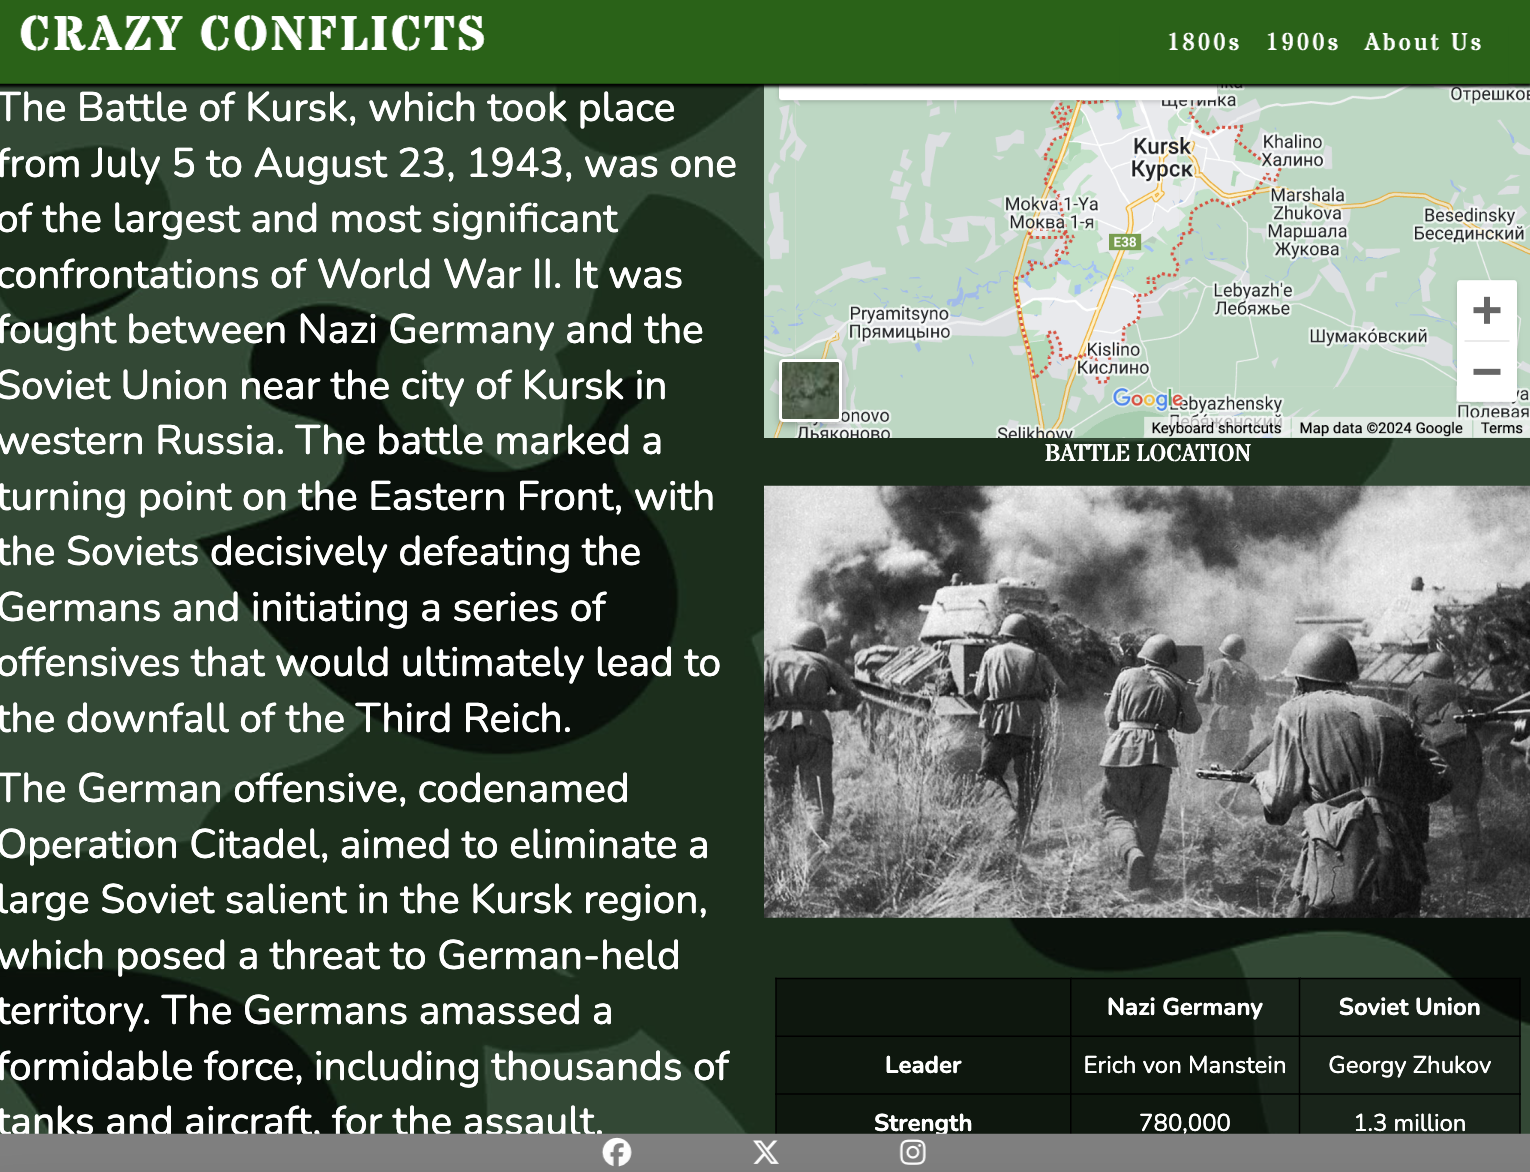 CRAZY CONFLICTS
1800s 1900s About Us
The Battle of Kursk, which took place
from July 5 to August 23, 1943, was one
of the largest and most significant
confrontations of World War II. It was
fought between Nazi Germany and the
Soviet Union near the city of Kursk in
western Russia. The battle marked a
turning point on the Eastern Front, with
the Soviets decisively defeating the
Germans and initiating a series of
offensives that would ultimately lead to
the downfall of the Third Reich.
The German offensive, codenamed
Operation Citadel, aimed to eliminate a
large Soviet salient in the Kursk region,
which posed a threat to German-held
territory. The Germans amassed a
formidable force, including thousands of
tanks and aircraft, for the assault.
Щетинка
Kursk
Курск
Khalino
Халино
Mokva 1-Ya
Моква 1-я
Marshala
Zhukova
Маршала
Жукова
Besedinsky
Бесединский
E38
Lebyazh'e
Лебяжье
Pryamitsyno
Прямицыно
Шумако́вский
Kislino
Кислино
Google
Lebyazhensky
Лебяженский
Полевая
Дьяконово
Selikhovy
Keyboard shortcuts Map data ©2024 Google Terms
BATTLE LOCATION
Nazi Germany Soviet Union
Leader Erich von Manstein Georgy Zhukov
Strength 780,000 1.3 million